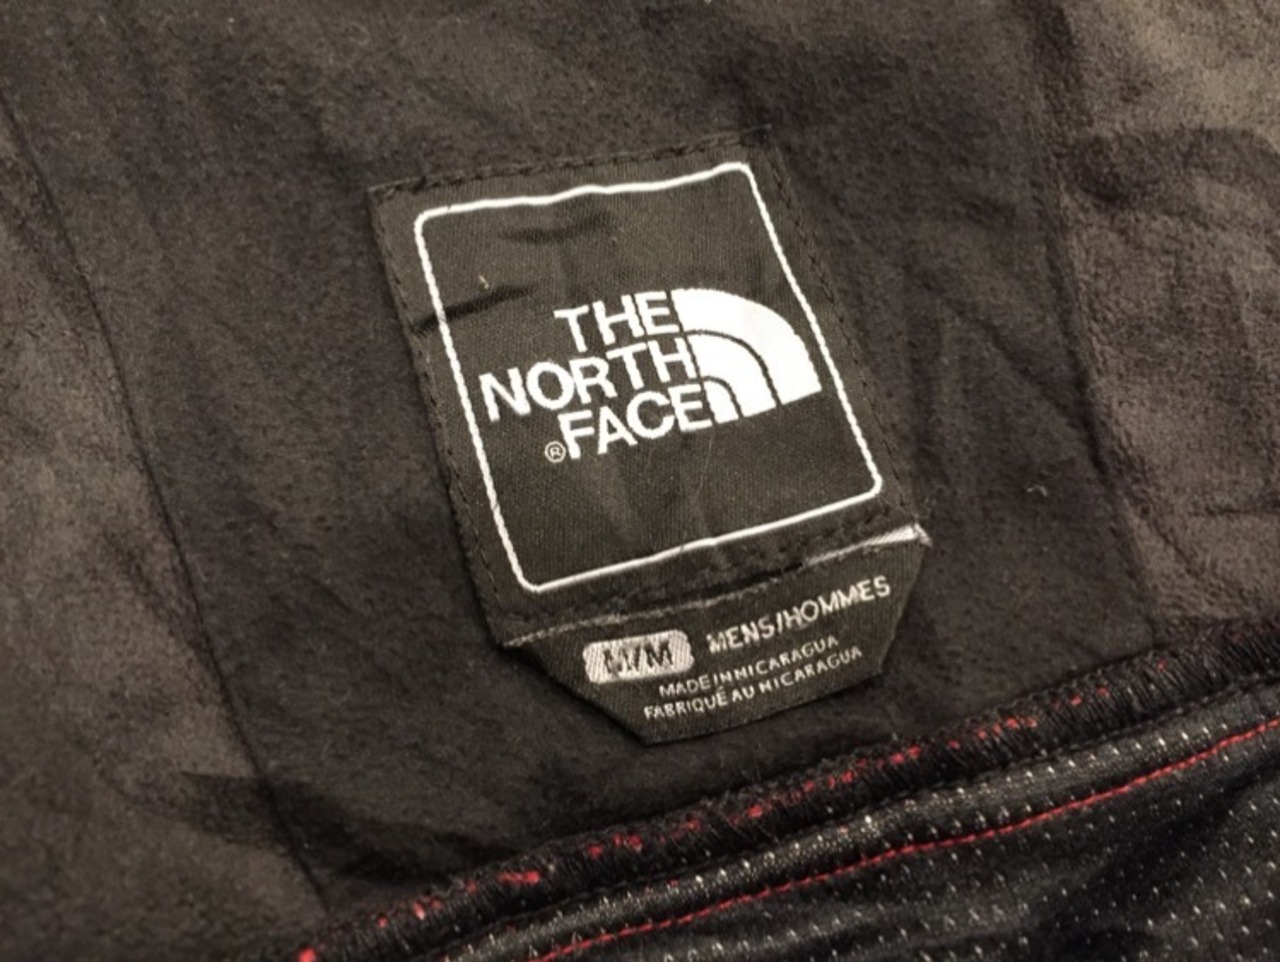 THE
NORTH
FACE®
M/M MENS/HOMMES
MADE IN NICARAGUA
FABRIQUÉ AU NICARAGUA